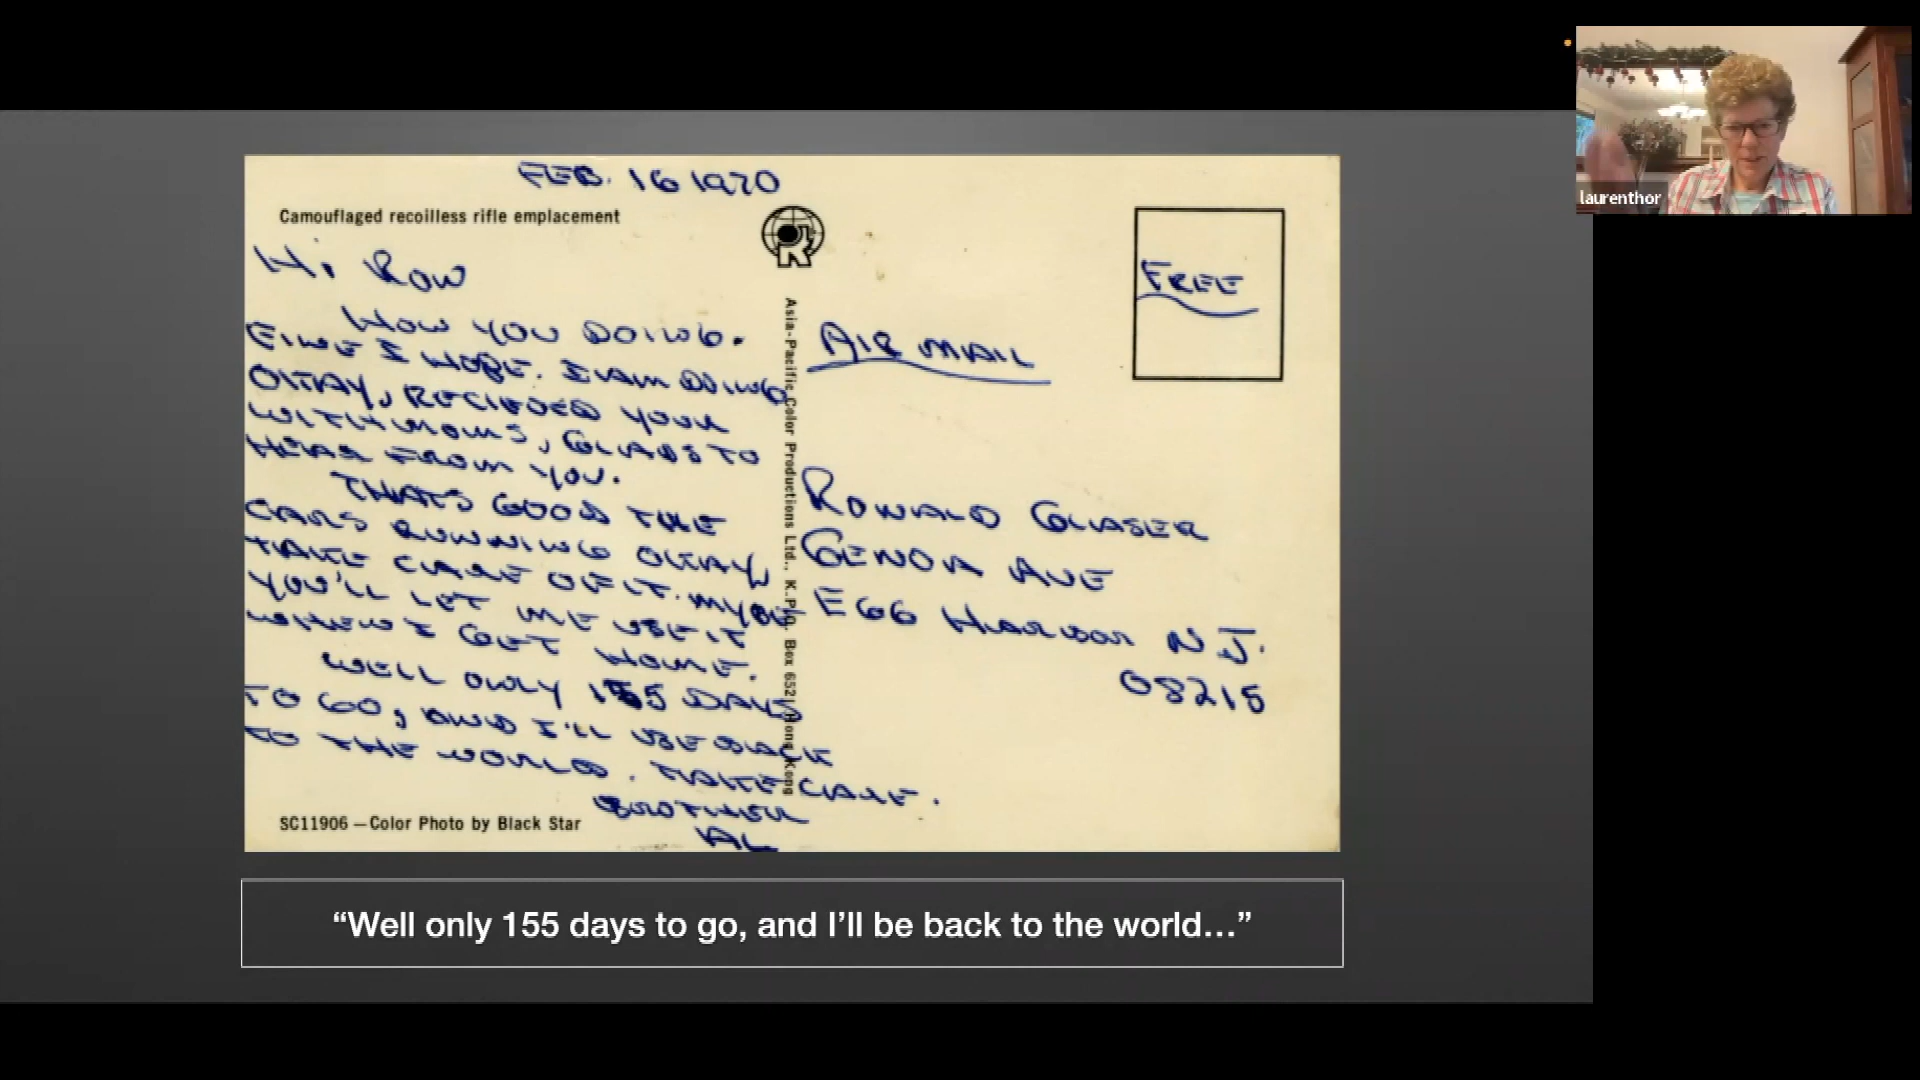 FEB. 16 1970
Camouflaged recoilless rifle emplacement
Hi Ron
HOW YOU DOING.
FINE I HOPE. I AM DOING
OKAY, RECIEVED YOUR
WITH MOMS, GLAD TO
HEAR FROM YOU.
THATS GOOD THE
CARS RUNNING OKAY,
TAKE CARE OF IT. MYBE
YOU'LL LET ME USE IT
WHEN I GET HOME.
WELL ONLY 155 DAYS
TO GO, AND I'LL BE BACK
TO THE WORLD. TAKE CARE.
BROTHER
AL
SC11906 — Color Photo by Black Star
Asia-Pacific Color Productions Ltd., K.P.O. Box 6521 Hong Kong
FREE
AIR MAIL
RONALD GLASER
GENOA AVE
EGG HARBOR N.J.
08215
“Well only 155 days to go, and I’ll be back to the world…”
laurenthor